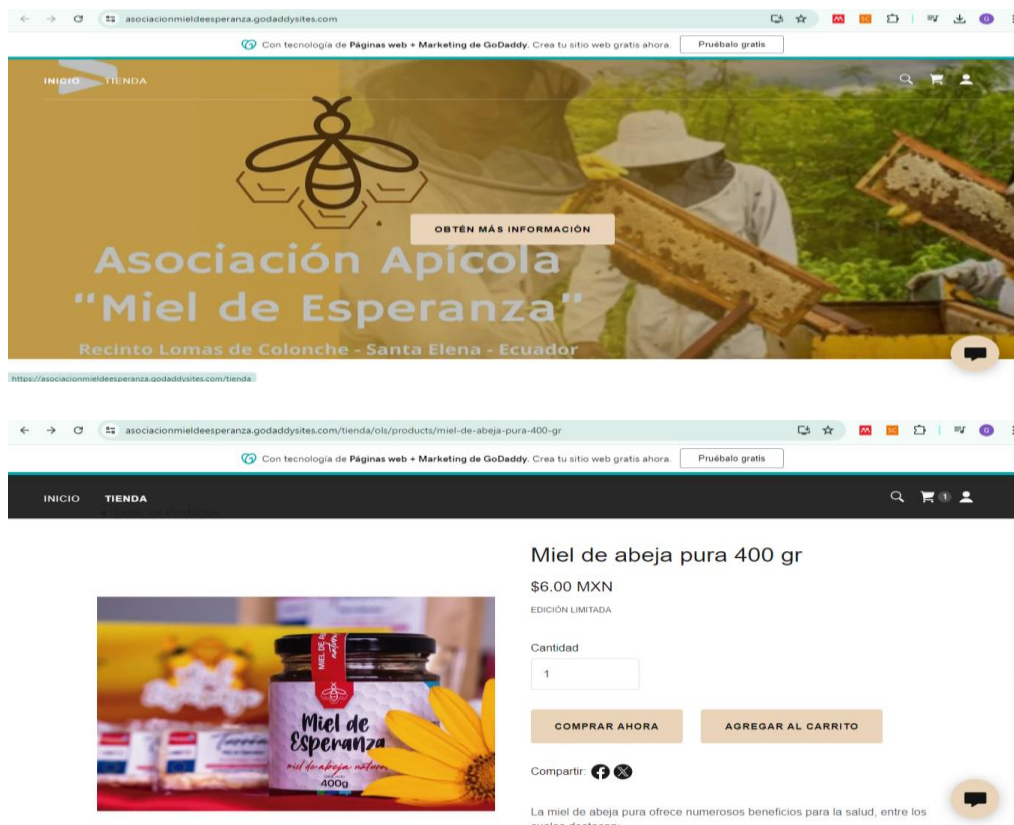 asociacionmieldeesperanza.godaddysites.com
Con tecnología de Páginas web + Marketing de GoDaddy. Crea tu sitio web gratis ahora. Pruébalo gratis
INICIO TIENDA
OBTÉN MÁS INFORMACIÓN
Asociación Apícola
“Miel de Esperanza”
Recinto Lomas de Colonche - Santa Elena - Ecuador
https://asociacionmieldeesperanza.godaddysites.com/tienda
asociacionmieldeesperanza.godaddysites.com/tienda/ols/products/miel-de-abeja-pura-400-gr
Con tecnología de Páginas web + Marketing de GoDaddy. Crea tu sitio web gratis ahora. Pruébalo gratis
INICIO TIENDA 1
Miel de abeja pura 400 gr
$6.00 MXN
EDICIÓN LIMITADA
Cantidad
1
COMPRAR AHORA AGREGAR AL CARRITO
Compartir:
La miel de abeja pura ofrece numerosos beneficios para la salud, entre los
MIEL DE
Miel de
Esperanza
miel de abeja
400g